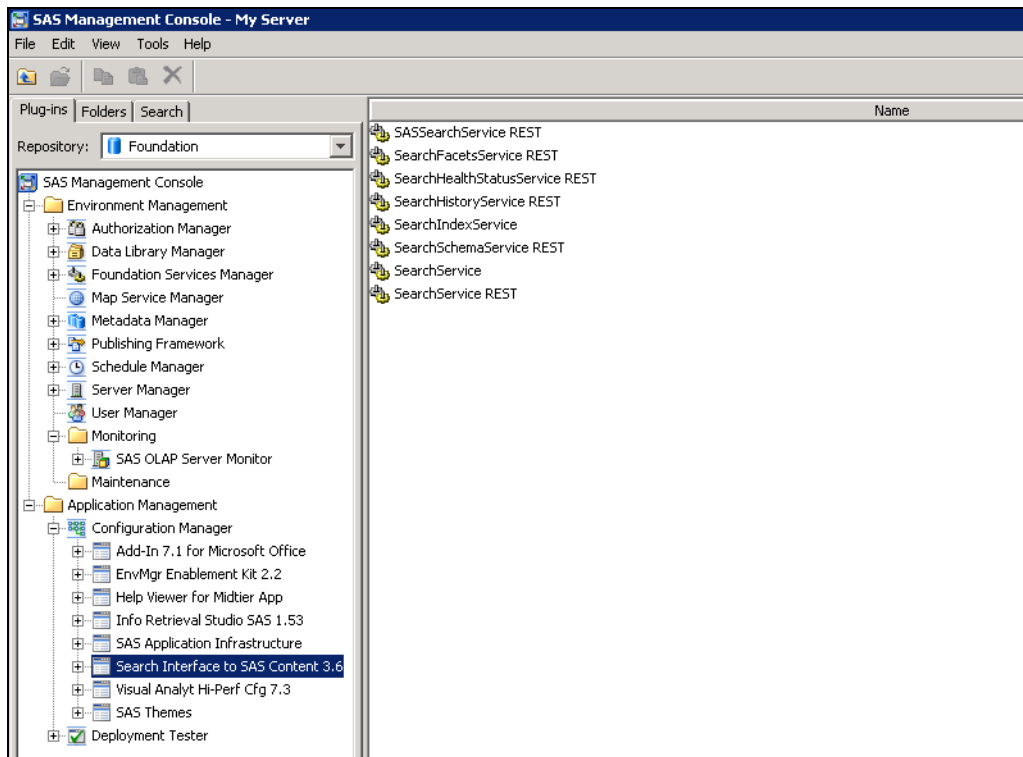 SAS Management Console - My Server
File Edit View Tools Help
Plug-ins Folders Search
Repository: Foundation
SAS Management Console
Environment Management
Authorization Manager
Data Library Manager
Foundation Services Manager
Map Service Manager
Metadata Manager
Publishing Framework
Schedule Manager
Server Manager
User Manager
Monitoring
SAS OLAP Server Monitor
Maintenance
Application Management
Configuration Manager
Add-In 7.1 for Microsoft Office
EnvMgr Enablement Kit 2.2
Help Viewer for Midtier App
Info Retrieval Studio SAS 1.53
SAS Application Infrastructure
Search Interface to SAS Content 3.6
Visual Analyt Hi-Perf Cfg 7.3
SAS Themes
Deployment Tester
Name
SASSearchService REST
SearchFacetsService REST
SearchHealthStatusService REST
SearchHistoryService REST
SearchIndexService
SearchSchemaService REST
SearchService
SearchService REST